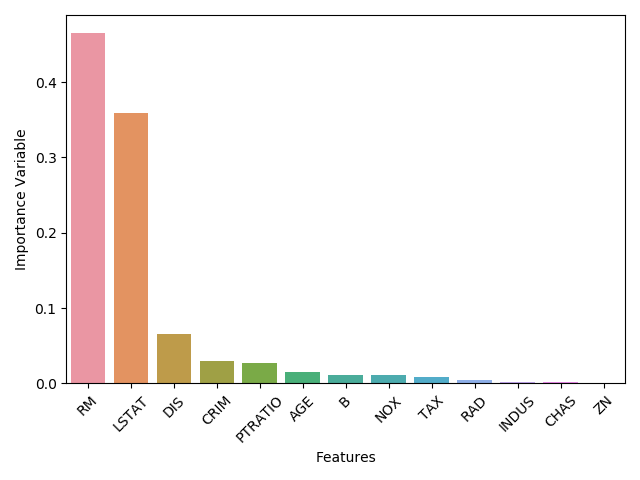 Importance Variable
0.4
0.3
0.2
0.1
0.0
RM
LSTAT
DIS
CRIM
PTRATIO
AGE
B
NOX
TAX
RAD
INDUS
CHAS
ZN
Features